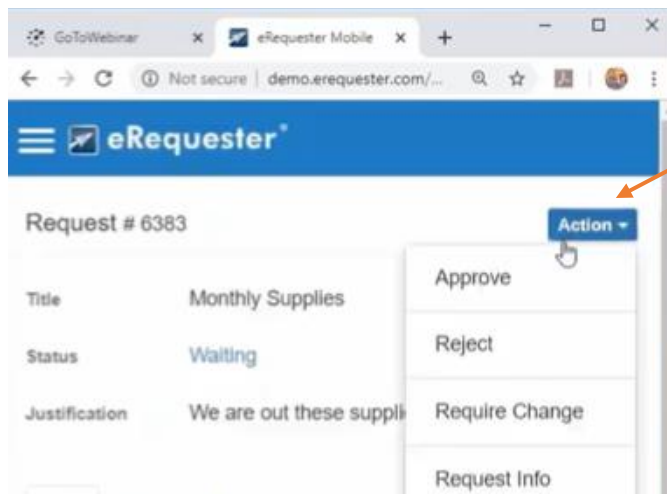 GoToWebinar
eRequester Mobile
Not secure | demo.erequester.com/...
eRequester®
Request # 6383
Action
Approve
Title Monthly Supplies
Reject
Status Waiting
Justification We are out these suppli
Require Change
Request Info